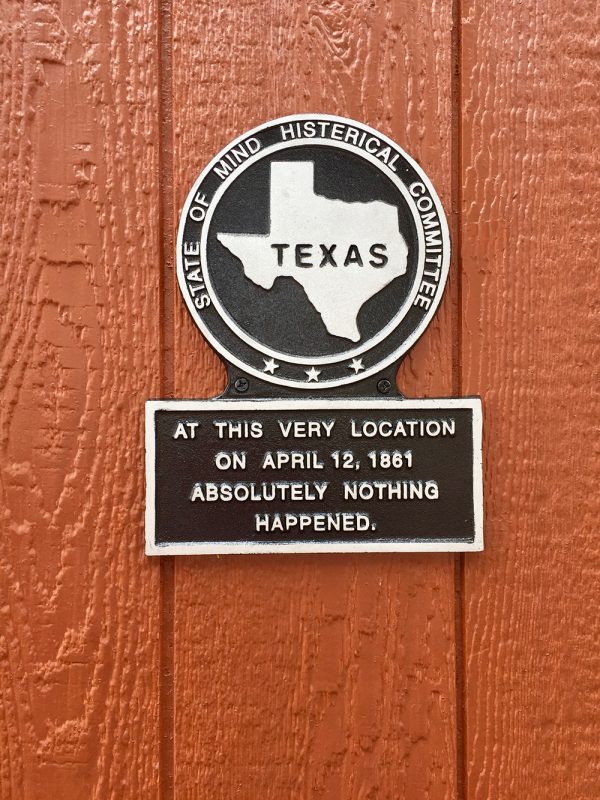 STATE OF MIND HISTERICAL COMMITTEE
TEXAS
AT THIS VERY LOCATION
ON APRIL 12, 1861
ABSOLUTELY NOTHING
HAPPENED.